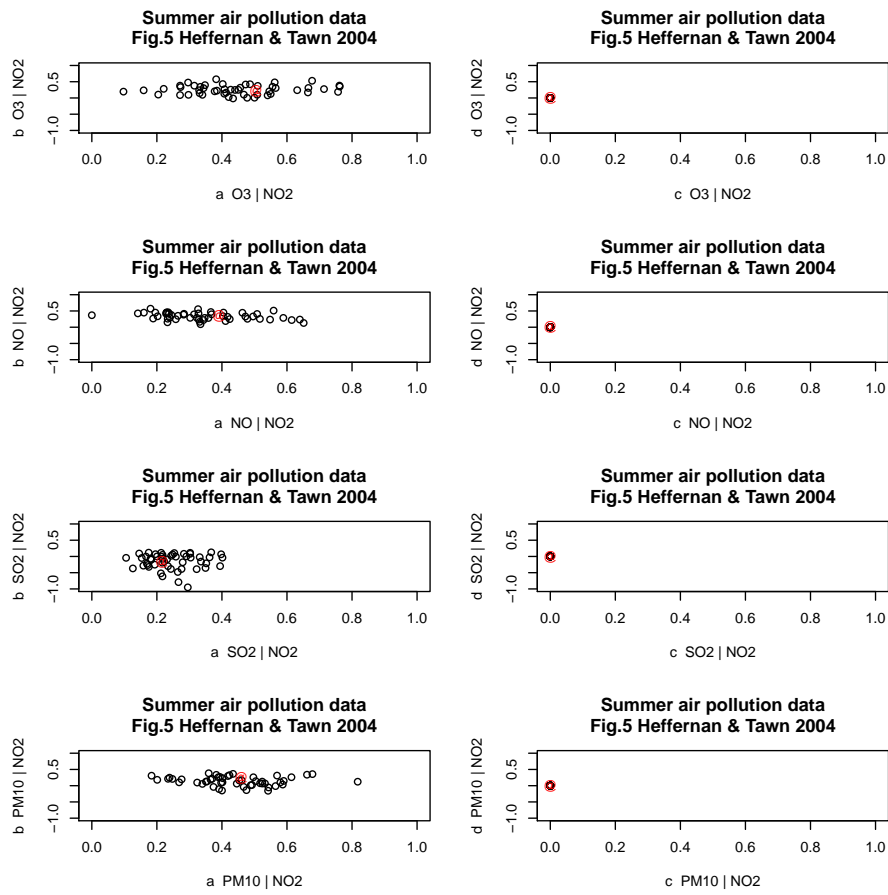 Summer air pollution data
Fig.5 Heffernan & Tawn 2004
b O3 | NO2
−1.0 0.5
0.0 0.2 0.4 0.6 0.8 1.0
a O3 | NO2
Summer air pollution data
Fig.5 Heffernan & Tawn 2004
d O3 | NO2
−1.0 0.5
0.0 0.2 0.4 0.6 0.8 1.0
c O3 | NO2
Summer air pollution data
Fig.5 Heffernan & Tawn 2004
b NO | NO2
−1.0 0.5
0.0 0.2 0.4 0.6 0.8 1.0
a NO | NO2
Summer air pollution data
Fig.5 Heffernan & Tawn 2004
d NO | NO2
−1.0 0.5
0.0 0.2 0.4 0.6 0.8 1.0
c NO | NO2
Summer air pollution data
Fig.5 Heffernan & Tawn 2004
b SO2 | NO2
−1.0 0.5
0.0 0.2 0.4 0.6 0.8 1.0
a SO2 | NO2
Summer air pollution data
Fig.5 Heffernan & Tawn 2004
d SO2 | NO2
−1.0 0.5
0.0 0.2 0.4 0.6 0.8 1.0
c SO2 | NO2
Summer air pollution data
Fig.5 Heffernan & Tawn 2004
b PM10 | NO2
−1.0 0.5
0.0 0.2 0.4 0.6 0.8 1.0
a PM10 | NO2
Summer air pollution data
Fig.5 Heffernan & Tawn 2004
d PM10 | NO2
−1.0 0.5
0.0 0.2 0.4 0.6 0.8 1.0
c PM10 | NO2